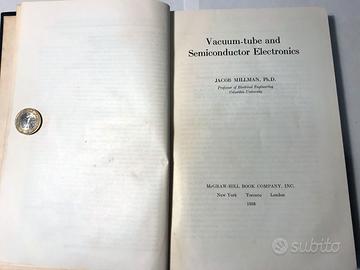 Vacuum-tube and
Semiconductor Electronics
JACOB MILLMAN, Ph.D.
Professor of Electrical Engineering
Columbia University
McGRAW-HILL BOOK COMPANY, INC.
New York Toronto London
1958
subito